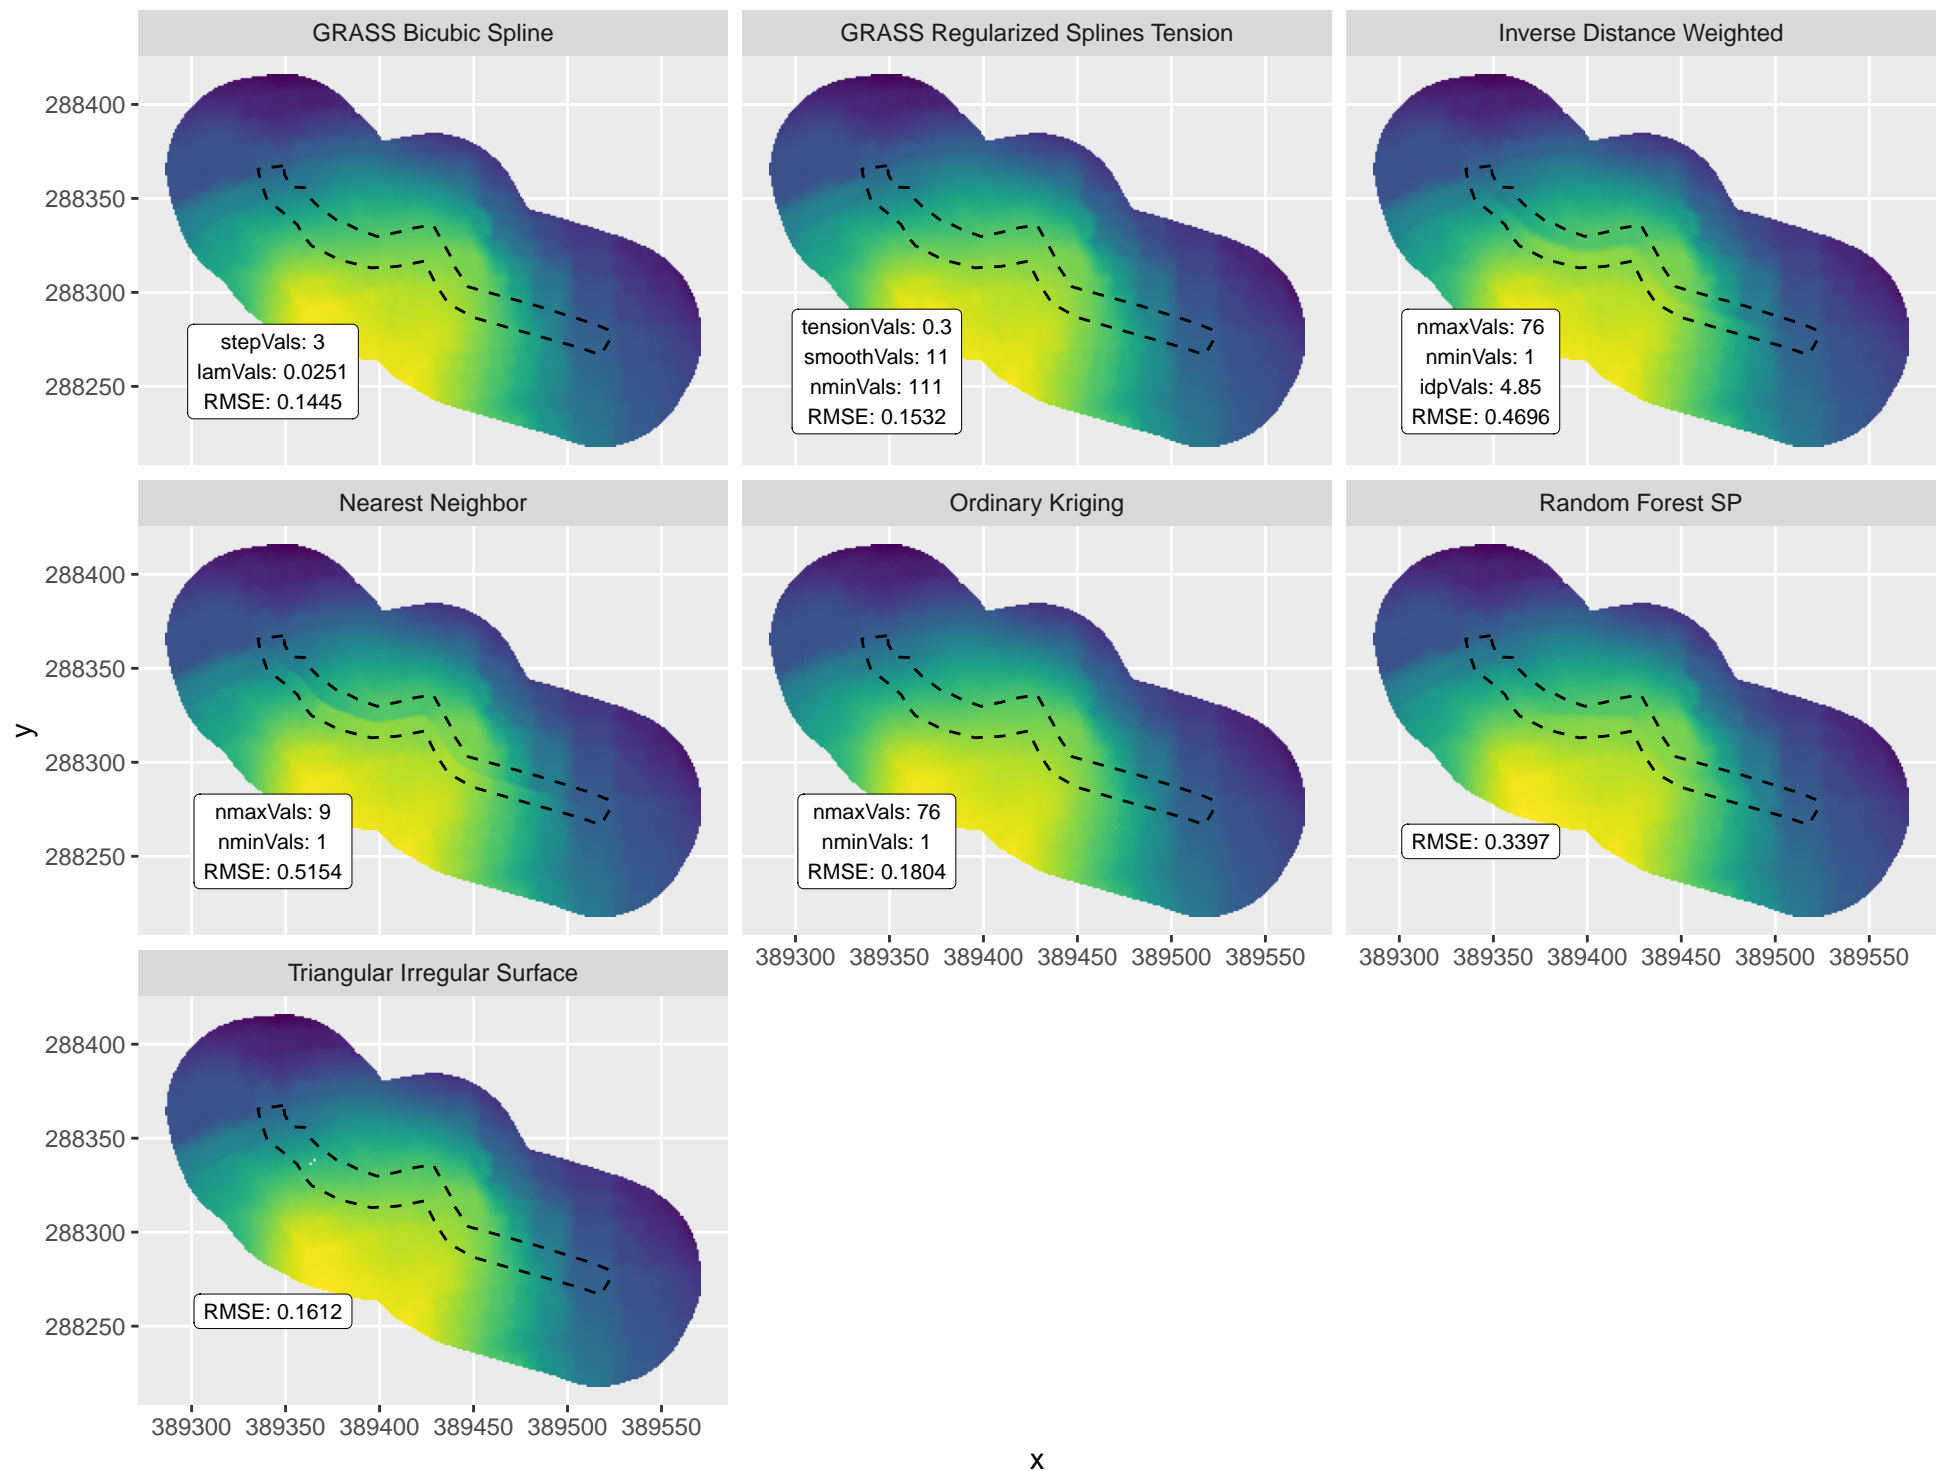 GRASS Bicubic Spline
GRASS Regularized Splines Tension
Inverse Distance Weighted
288400
288350
288300
288250
stepVals: 3
lamVals: 0.0251
RMSE: 0.1445
tensionVals: 0.3
smoothVals: 11
nminVals: 111
RMSE: 0.1532
nmaxVals: 76
nminVals: 1
idpVals: 4.85
RMSE: 0.4696
Nearest Neighbor
Ordinary Kriging
Random Forest SP
288400
288350
288300
288250
y
nmaxVals: 9
nminVals: 1
RMSE: 0.5154
nmaxVals: 76
nminVals: 1
RMSE: 0.1804
RMSE: 0.3397
389300 389350 389400 389450 389500 389550
389300 389350 389400 389450 389500 389550
Triangular Irregular Surface
288400
288350
288300
288250
RMSE: 0.1612
389300 389350 389400 389450 389500 389550
x